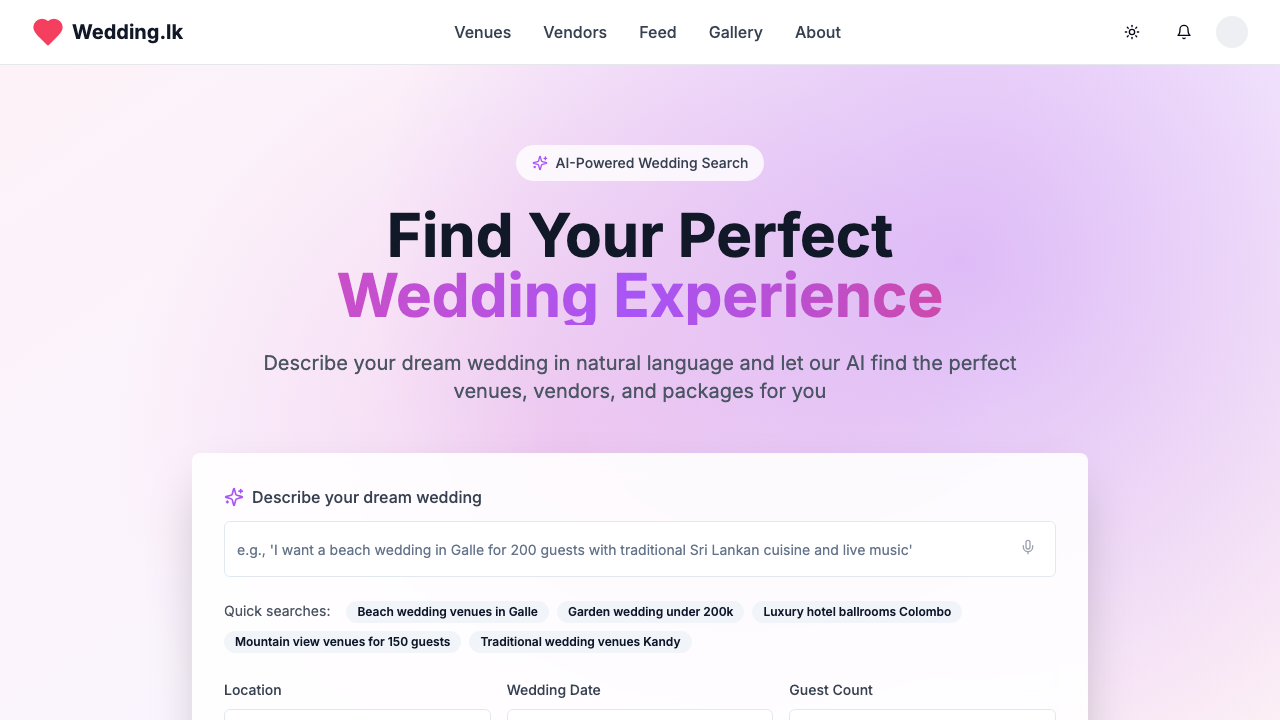 Wedding.lk
Venues Vendors Feed Gallery About
AI-Powered Wedding Search
Find Your Perfect
Wedding Experience
Describe your dream wedding in natural language and let our AI find the perfect
venues, vendors, and packages for you
Describe your dream wedding
e.g., 'I want a beach wedding in Galle for 200 guests with traditional Sri Lankan cuisine and live music'
Quick searches: Beach wedding venues in Galle Garden wedding under 200k Luxury hotel ballrooms Colombo
Mountain view venues for 150 guests Traditional wedding venues Kandy
Location Wedding Date Guest Count